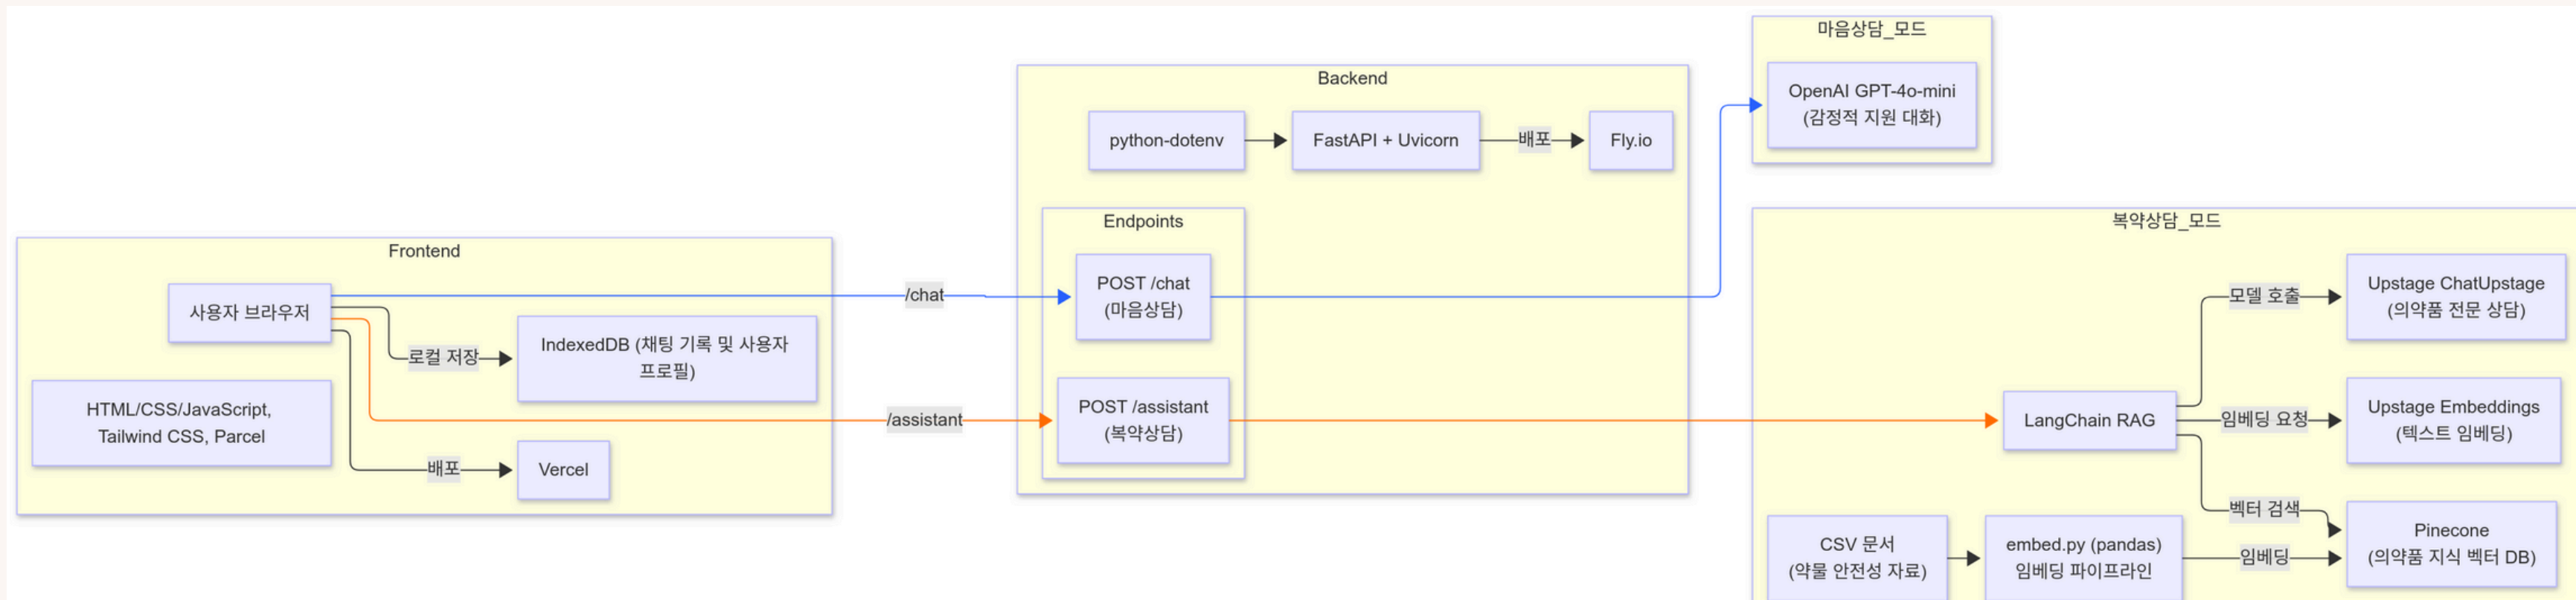 Frontend
사용자 브라우저
HTML/CSS/JavaScript,
Tailwind CSS, Parcel
로컬 저장
IndexedDB (채팅 기록 및 사용자
프로필)
배포
Vercel
/chat
/assistant
Backend
python-dotenv
FastAPI + Uvicorn
배포
Fly.io
Endpoints
POST /chat
(마음상담)
POST /assistant
(복약상담)
마음상담_모드
OpenAI GPT-4o-mini
(감정적 지원 대화)
복약상담_모드
LangChain RAG
모델 호출
Upstage ChatUpstage
(의약품 전문 상담)
임베딩 요청
Upstage Embeddings
(텍스트 임베딩)
벡터 검색
Pinecone
(의약품 지식 벡터 DB)
CSV 문서
(약물 안전성 자료)
embed.py (pandas)
임베딩 파이프라인
임베딩